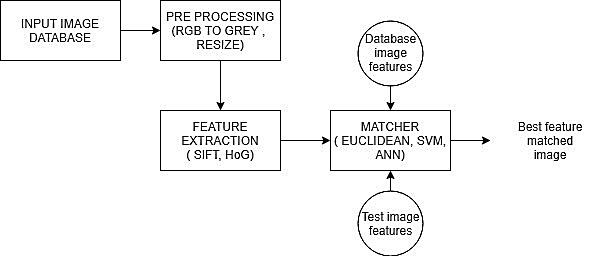 INPUT IMAGE
DATABASE
PRE PROCESSING
(RGB TO GREY ,
RESIZE)
Database
image
features
FEATURE
EXTRACTION
( SIFT, HoG)
MATCHER
( EUCLIDEAN, SVM,
ANN)
Best feature
matched
image
Test image
features